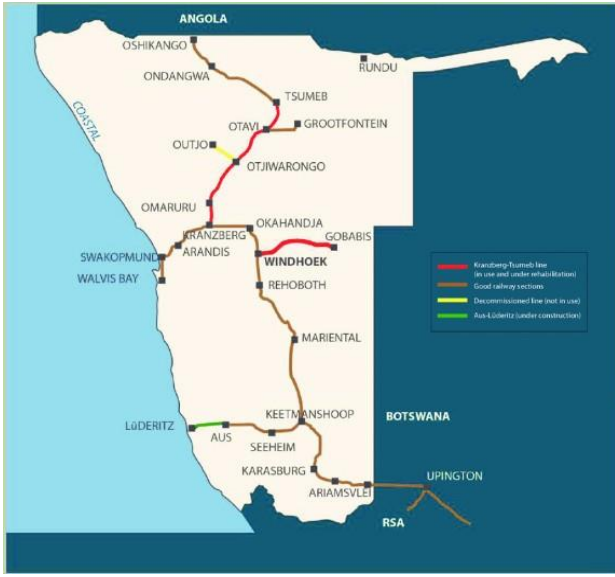 ANGOLA
OSHIKANGO
ONDANGWA
RUNDU
TSUMEB
COASTAL
OTAVI
GROOTFONTEIN
OUTJO
OTJIWARONGO
OMARURU
OKAHANDJA
KRANZBERG
GOBABIS
ARANDIS
SWAKOPMUND
WINDHOEK
WALVIS BAY
REHOBOTH
Kranzberg-Tsumeb line
(in use and under rehabilitation)
Good railway sections
Decommissioned line (not in use)
Aus-Lüderitz (under construction)
MARIENTAL
KEETMANSHOOP
BOTSWANA
LüDERITZ
AUS
SEEHEIM
KARASBURG
UPINGTON
ARIAMSVLEI
RSA